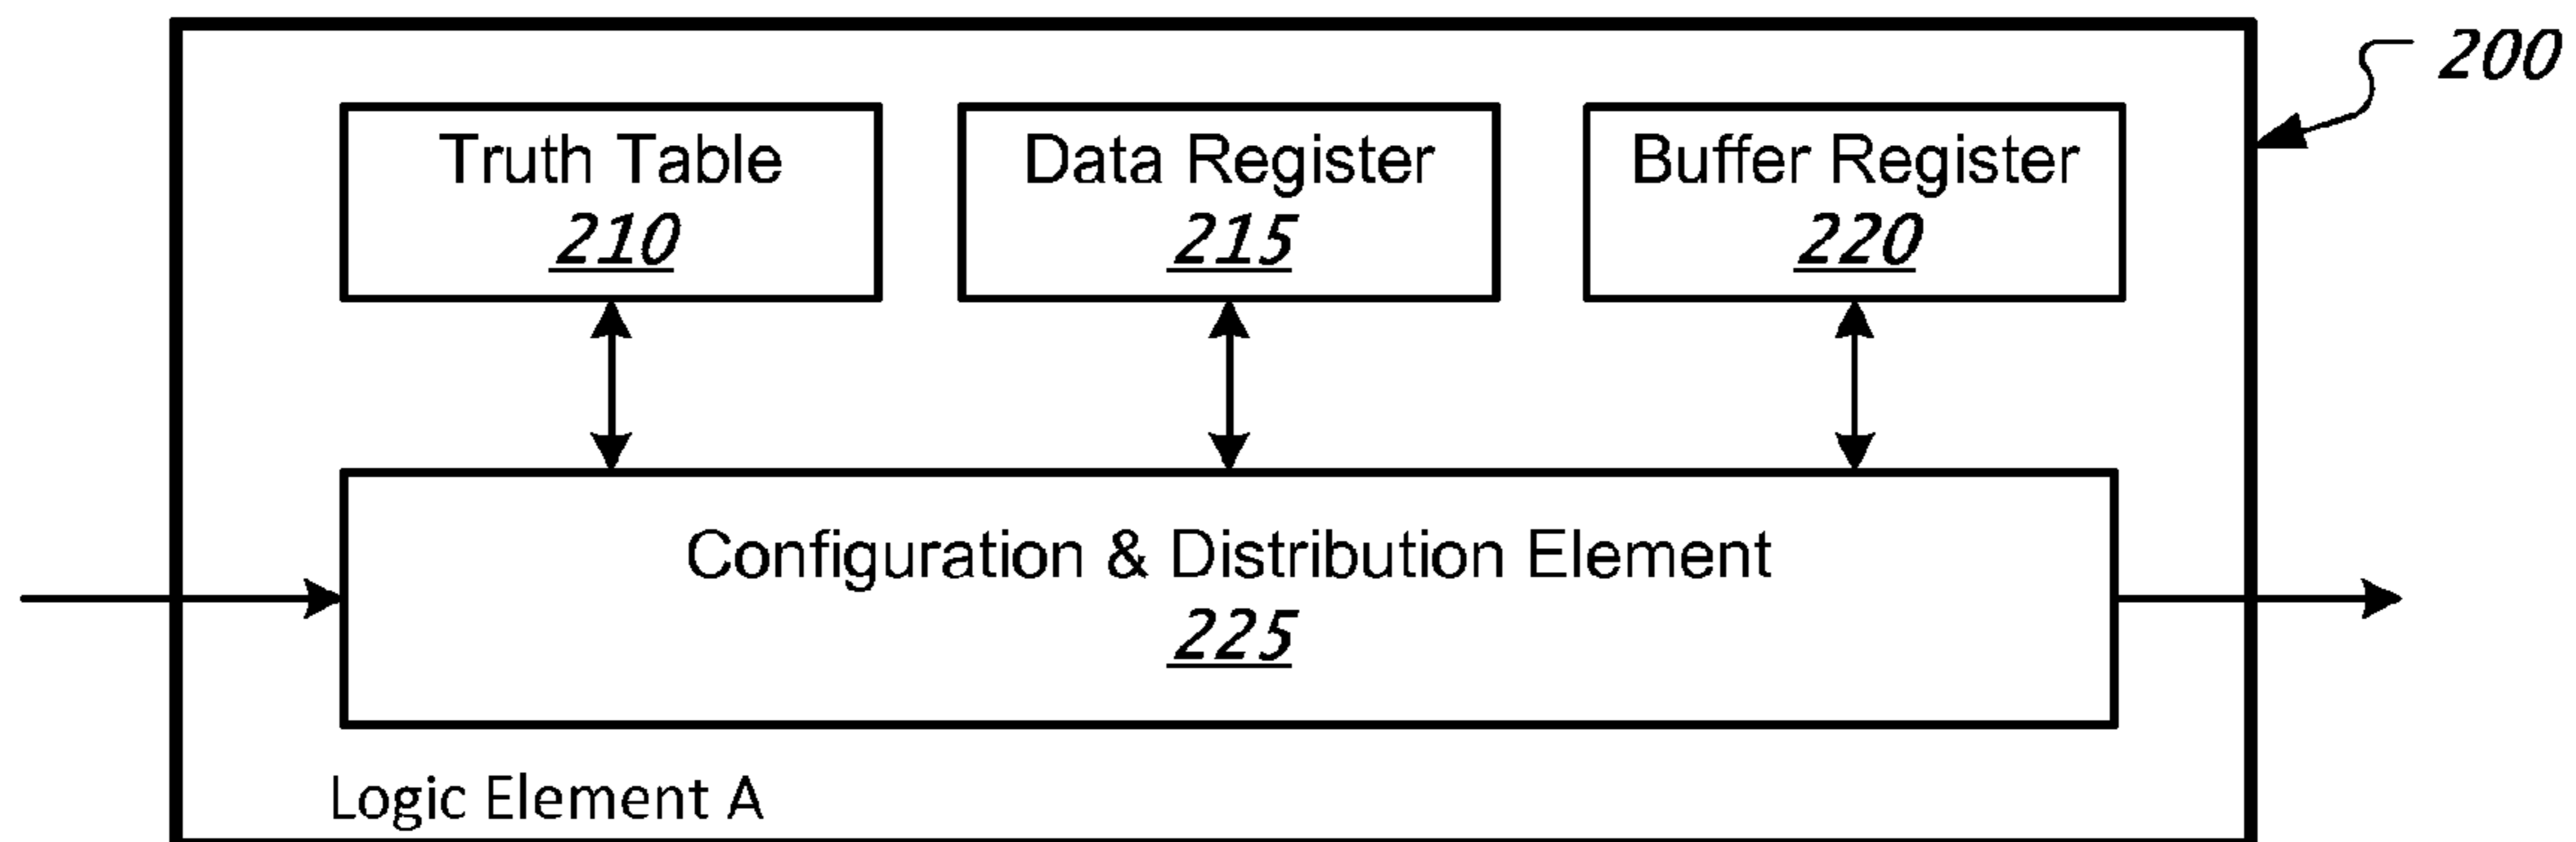 200
Truth Table
210
Data Register
215
Buffer Register
220
Configuration & Distribution Element
225
Logic Element A